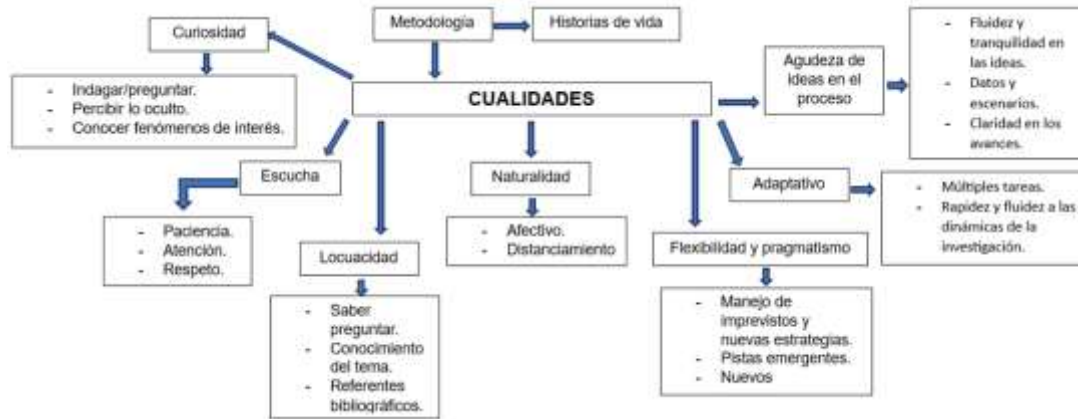 Metodología
Historias de vida
Curiosidad
- Indagar/preguntar.
- Percibir lo oculto.
- Conocer fenómenos de interés.
CUALIDADES
Agudeza de
ideas en el
proceso
- Fluidez y
tranquilidad en
las ideas.
- Datos y
escenarios.
- Claridad en los
avances.
Escucha
- Paciencia.
- Atención.
- Respeto.
Locuacidad
- Saber
preguntar.
- Conocimiento
del tema.
- Referentes
bibliográficos.
Naturalidad
- Afectivo.
- Distanciamiento
Flexibilidad y pragmatismo
- Manejo de
imprevistos y
nuevas estrategias.
- Pistas emergentes.
- Nuevos
Adaptativo
- Múltiples tareas.
- Rapidez y fluidez a las
dinámicas de la
investigación.